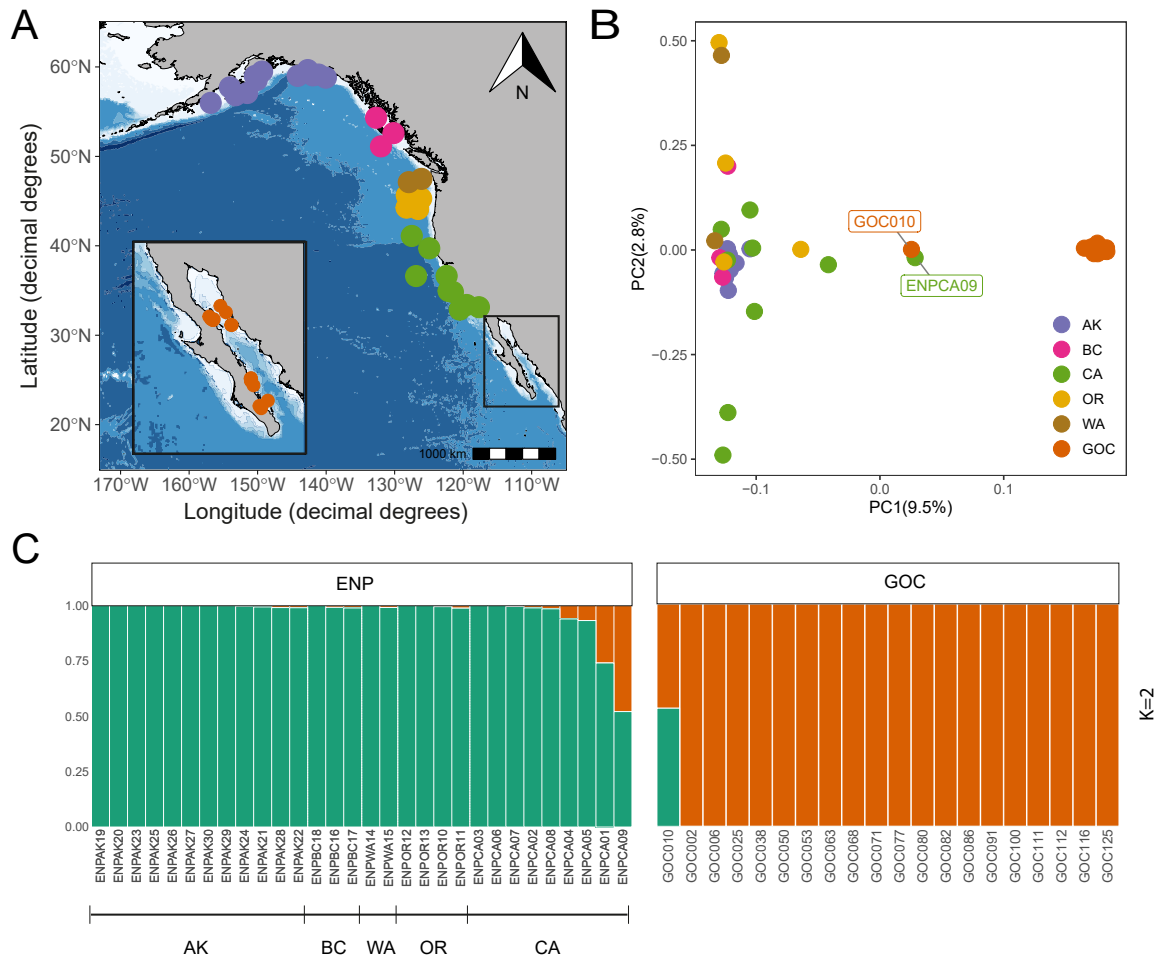 A
60°N
50°N
40°N
30°N
20°N
Latitude (decimal degrees)
N
1000 km
170°W 160°W 150°W 140°W 130°W 120°W 110°W
Longitude (decimal degrees)
B
0.50
0.25
0.00
−0.25
−0.50
PC2(2.8%)
GOC010
ENPCA09
AK
BC
CA
OR
WA
GOC
−0.1 0.0 0.1
PC1(9.5%)
C
ENP
GOC
1.00
0.75
0.50
0.25
0.00
K=2
ENPAK19
ENPAK20
ENPAK23
ENPAK25
ENPAK26
ENPAK27
ENPAK30
ENPAK29
ENPAK24
ENPAK21
ENPAK28
ENPAK22
ENPBC18
ENPBC16
ENPBC17
ENPWA14
ENPWA15
ENPOR12
ENPOR13
ENPOR10
ENPOR11
ENPCA03
ENPCA06
ENPCA07
ENPCA02
ENPCA08
ENPCA04
ENPCA05
ENPCA01
ENPCA09
GOC010
GOC002
GOC006
GOC025
GOC038
GOC050
GOC053
GOC063
GOC068
GOC071
GOC077
GOC080
GOC082
GOC086
GOC091
GOC100
GOC111
GOC112
GOC116
GOC125
AK BC WA OR CA